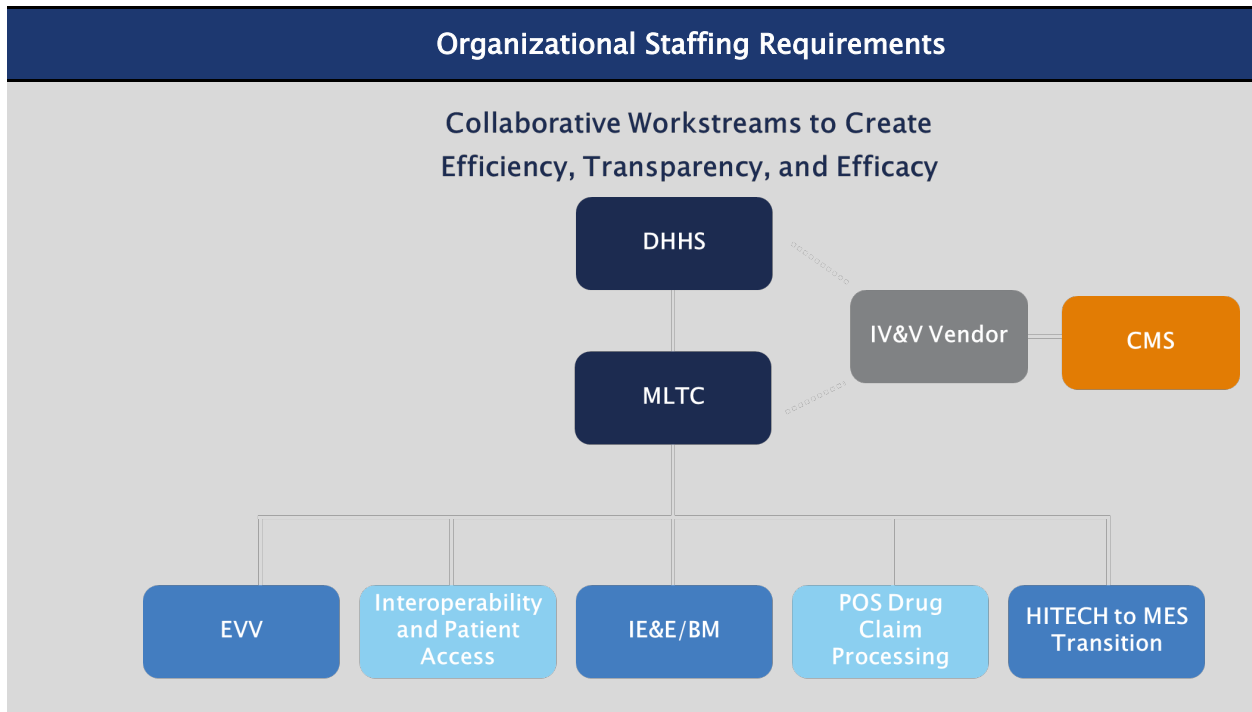 Organizational Staffing Requirements
Collaborative Workstreams to Create
Efficiency, Transparency, and Efficacy
DHHS
IV&V Vendor
CMS
MLTC
EVV
Interoperability
and Patient
Access
IE&E/BM
POS Drug
Claim
Processing
HITECH to MES
Transition